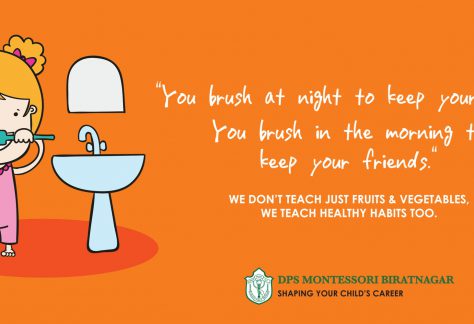 "You brush at night to keep your
You brush in the morning t
keep your friends."
WE DON'T TEACH JUST FRUITS & VEGETABLES,
WE TEACH HEALTHY HABITS TOO.
DPS MONTESSORI BIRATNAGAR
SHAPING YOUR CHILD'S CAREER